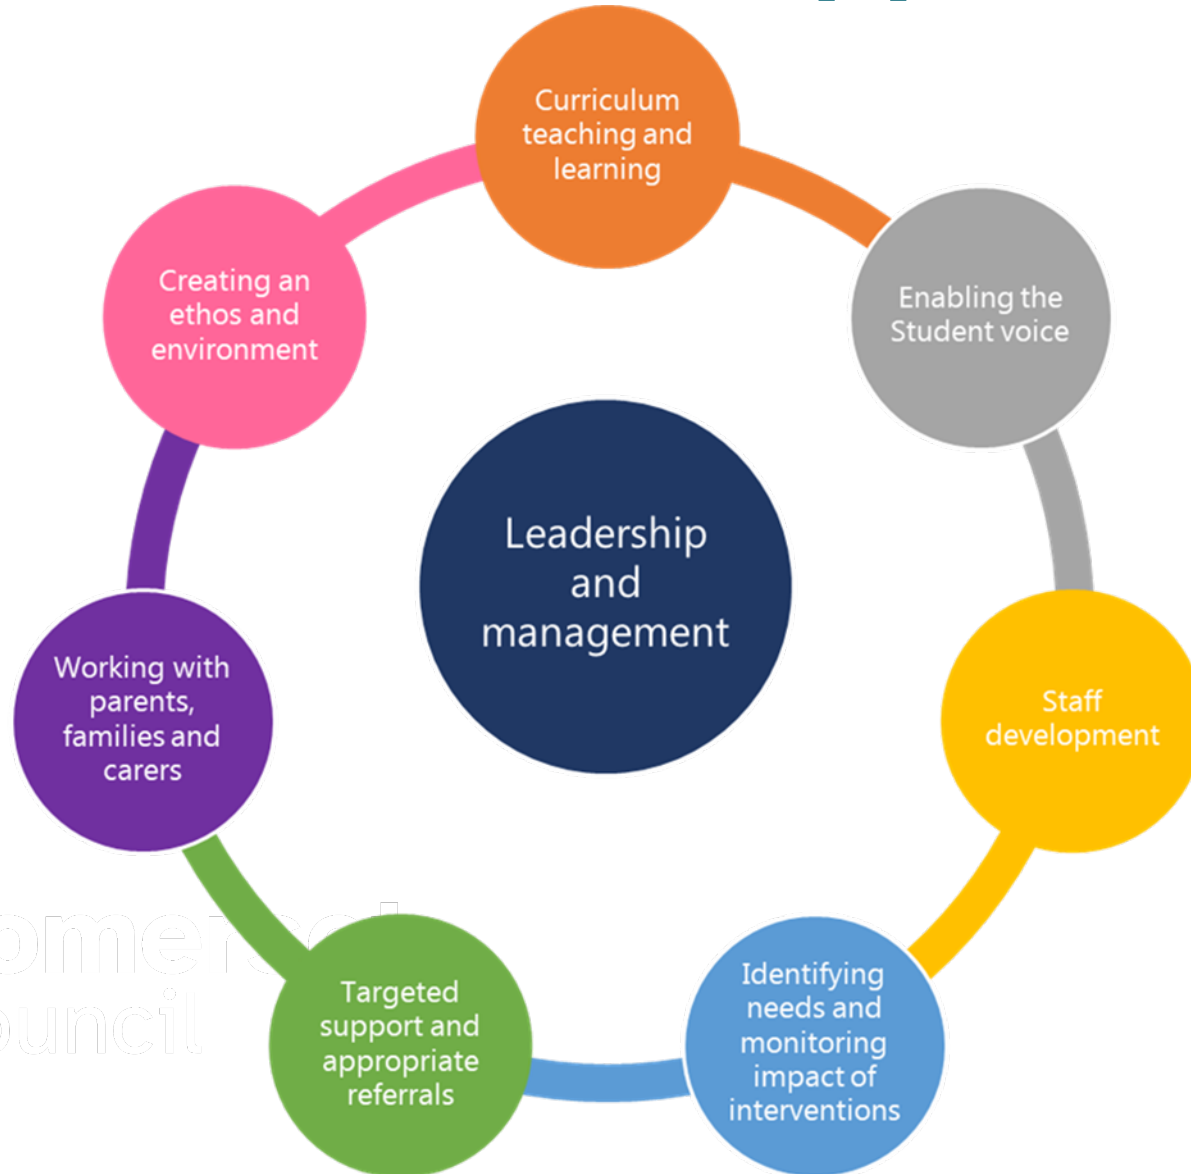 Curriculum
teaching and
learning
Creating an
ethos and
environment
Enabling the
Student voice
Leadership
and
management
Working with
parents,
families and
carers
Staff
development
Targeted
support and
appropriate
referrals
Identifying
needs and
monitoring
impact of
interventions